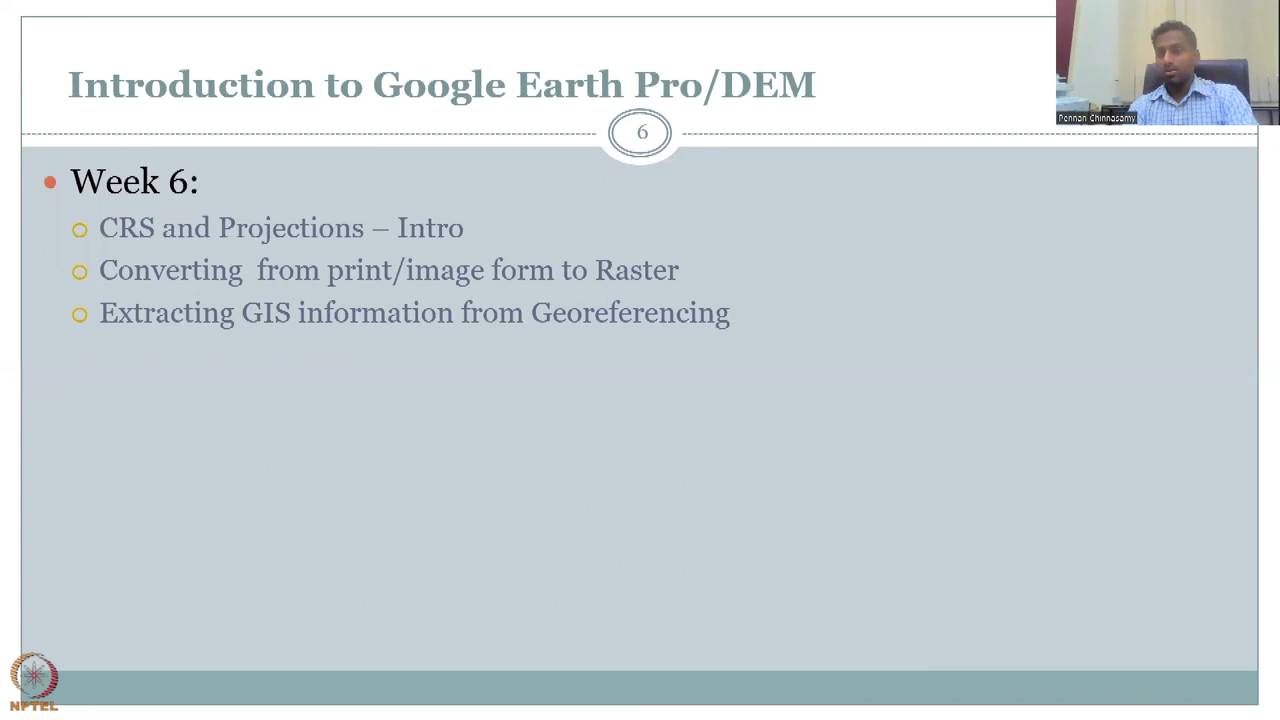 Introduction to Google Earth Pro/DEM
Pennan Chinnasamy
6
Week 6:
CRS and Projections – Intro
Converting from print/image form to Raster
Extracting GIS information from Georeferencing
NPTEL